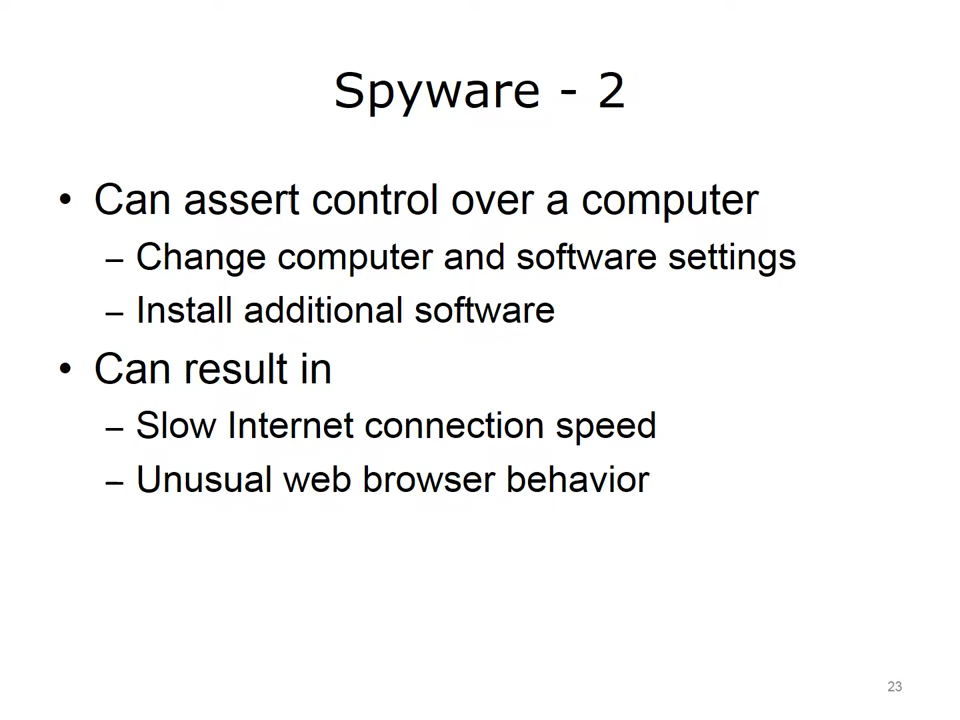 Spyware - 2
• Can assert control over a computer
– Change computer and software settings
– Install additional software
• Can result in
– Slow Internet connection speed
– Unusual web browser behavior
23